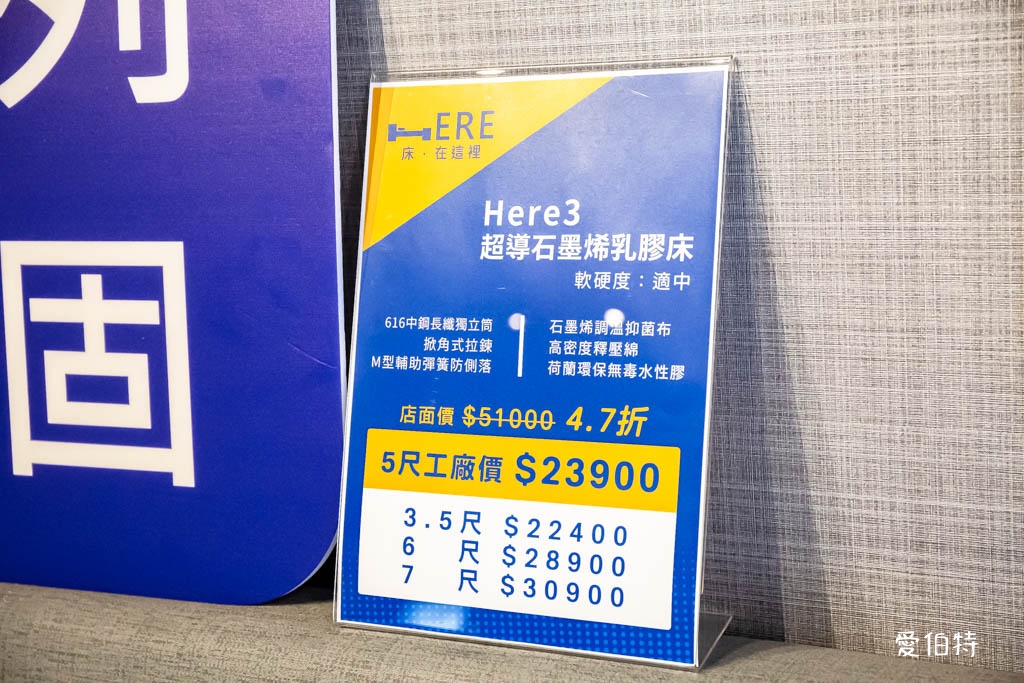 固
HERE
床．在這裡
Here3
超導石墨烯乳膠床
軟硬度：適中
616中鋼長纖獨立筒
掀角式拉鍊
M型輔助彈簧防側落
石墨烯調溫抑菌布
高密度釋壓綿
荷蘭環保無毒水性膠
店面價 $51000 4.7折
5尺工廠價 $23900
3.5尺 $22400
6 尺 $28900
7 尺 $30900
愛伯特